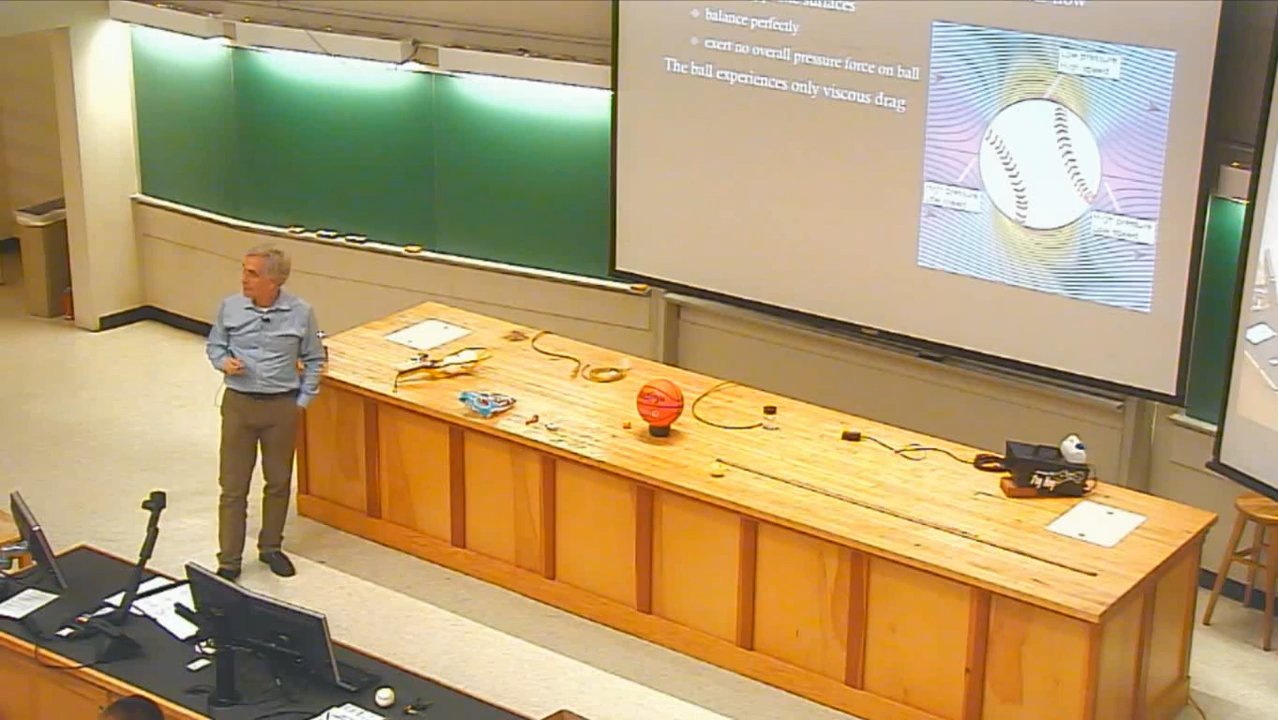 surfaces
balance perfectly
exert no overall pressure force on ball
The ball experiences only viscous drag
Low pressure
High speed
High pressure
Low speed
High pressure
Low speed